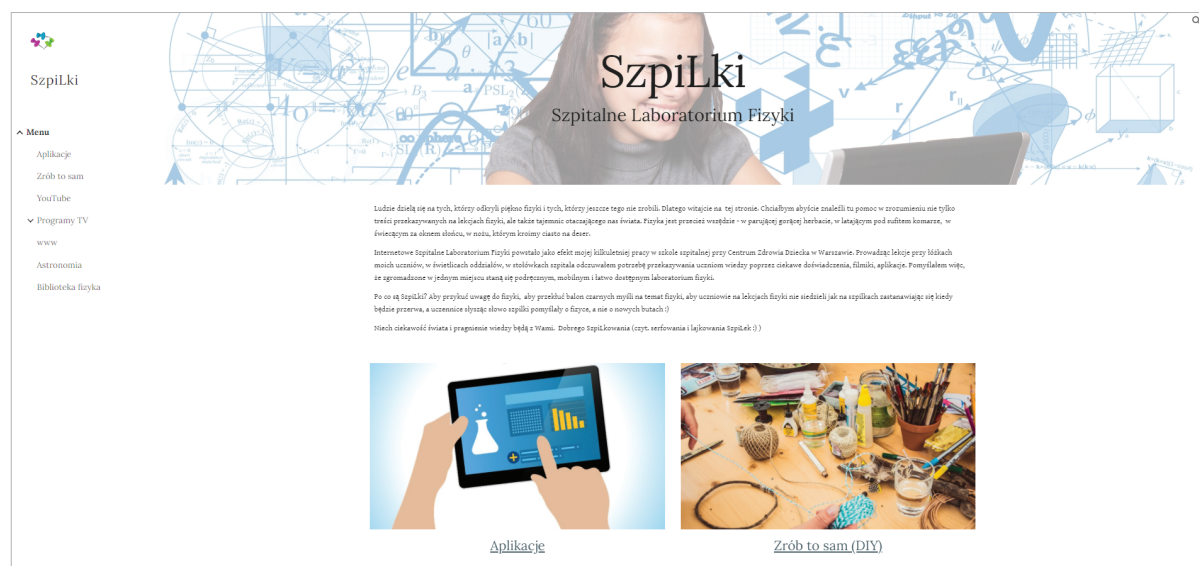 SzpiLki
Menu
Aplikacje
Zrób to sam
YouTube
Programy TV
www
Astronomia
Biblioteka fizyka
SzpiLki
Szpitalne Laboratorium Fizyki
Ludzie dzielą się na tych, którzy odkryli piękno fizyki i tych, którzy jeszcze tego nie zrobili. Dlatego witajcie na tej stronie. Chciałbym abyście znaleźli tu pomoc w zrozumieniu nie tylko
treści przekazywanych na lekcjach fizyki, ale także tajemnic otaczającego nas świata. Fizyka jest przecież wszędzie - w parującej gorącej herbacie, w latającym pod sufitem komarze, w
świecącym za oknem słońcu, w nożu, którym kroimy ciasto na deser.
Internetowe Szpitalne Laboratorium Fizyki powstało jako efekt mojej kilkuletniej pracy w szkole szpitalnej przy Centrum Zdrowia Dziecka w Warszawie. Prowadząc lekcje przy łóżkach
moich uczniów, w świetlicach oddziałów, w stołówkach szpitala odczuwałem potrzebę przekazywania uczniom wiedzy poprzez ciekawe doświadczenia, filmiki, aplikacje. Pomyślałem więc,
że zgromadzone w jednym miejscu staną się podręcznym, mobilnym i łatwo dostępnym laboratorium fizyki.
Po co są SzpiLki? Aby przykuć uwagę do fizyki, aby przekłuć balon czarnych myśli na temat fizyki, aby uczniowie na lekcjach fizyki nie siedzieli jak na szpilkach zastanawiając się kiedy
będzie przerwa, a uczennice słysząc słowo szpilki pomyślały o fizyce, a nie o nowych butach :)
Niech ciekawość świata i pragnienie wiedzy będą z Wami. Dobrego SzpiLkowania (czyt. serfowania i lajkowania SzpiLek :) )
Aplikacje
Zrób to sam (DIY)